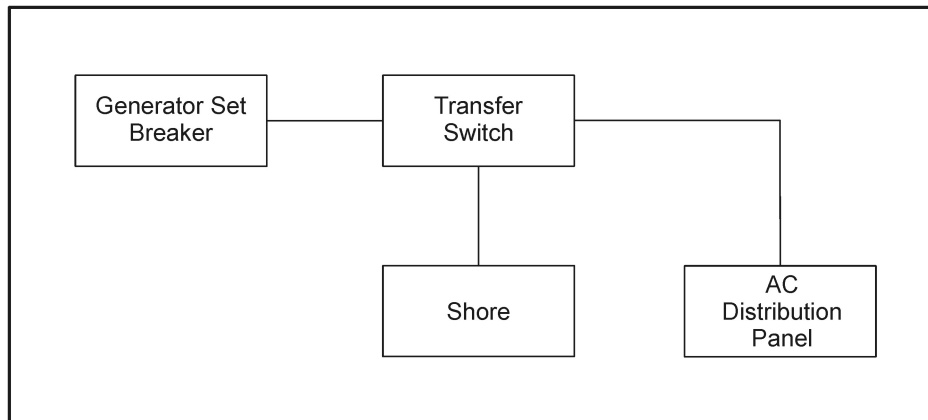 Generator Set
Breaker
Transfer
Switch
Shore
AC
Distribution
Panel